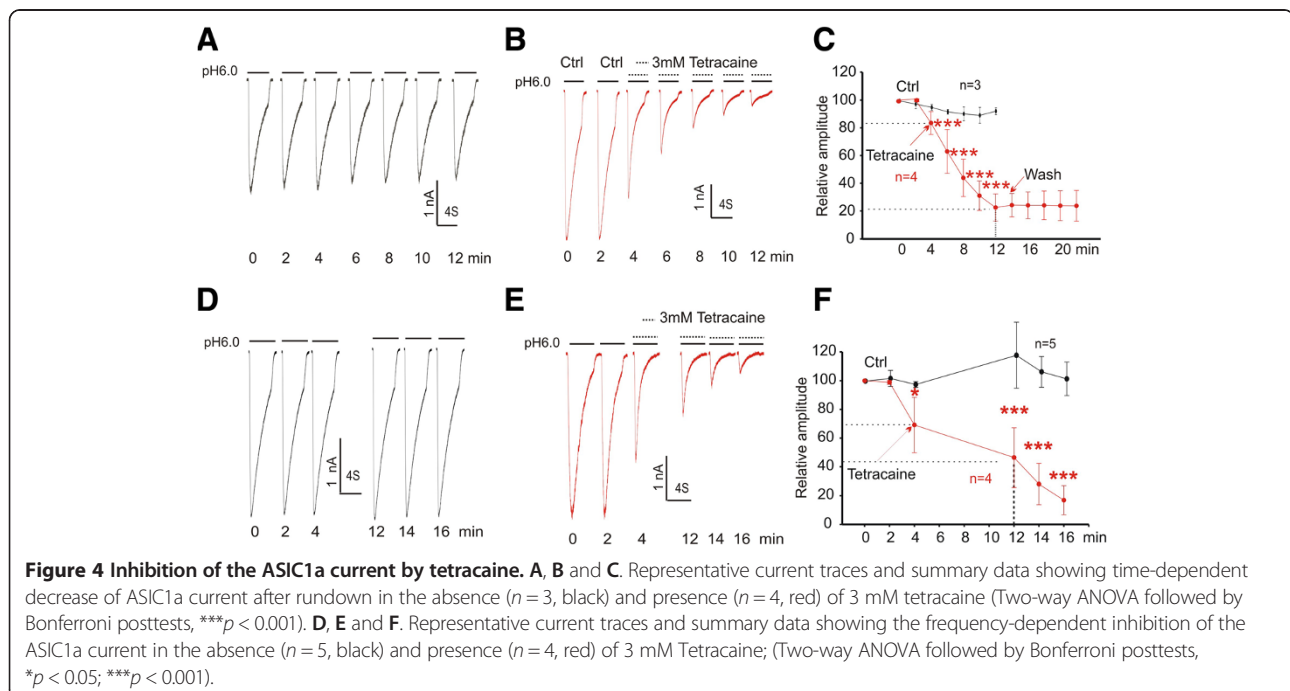 A
pH6.0
1 nA
4S
0 2 4 6 8 10 12 min
B
Ctrl Ctrl 3mM Tetracaine
pH6.0
1 nA
4S
0 2 4 6 8 10 12 min
C
Relative amplitude
120
100
80
60
40
20
0
Ctrl
n=3
***
Tetracaine
***
n=4
***
***
Wash
0 4 8 12 16 20 min
D
pH6.0
1 nA
4S
0 2 4 12 14 16 min
E
3mM Tetracaine
pH6.0
1 nA
4S
0 2 4 12 14 16 min
F
Relative amplitude
120
100
80
60
40
20
0
Ctrl
n=5
*
***
***
***
Tetracaine
n=4
0 2 4 6 8 10 12 14 16 min
Figure 4 Inhibition of the ASIC1a current by tetracaine. A, B and C. Representative current traces and summary data showing time-dependent
decrease of ASIC1a current after rundown in the absence (n = 3, black) and presence (n = 4, red) of 3 mM tetracaine (Two-way ANOVA followed by
Bonferroni posttests, ***p < 0.001). D, E and F. Representative current traces and summary data showing the frequency-dependent inhibition of the
ASIC1a current in the absence (n = 5, black) and presence (n = 4, red) of 3 mM Tetracaine; (Two-way ANOVA followed by Bonferroni posttests,
*p < 0.05; ***p < 0.001).